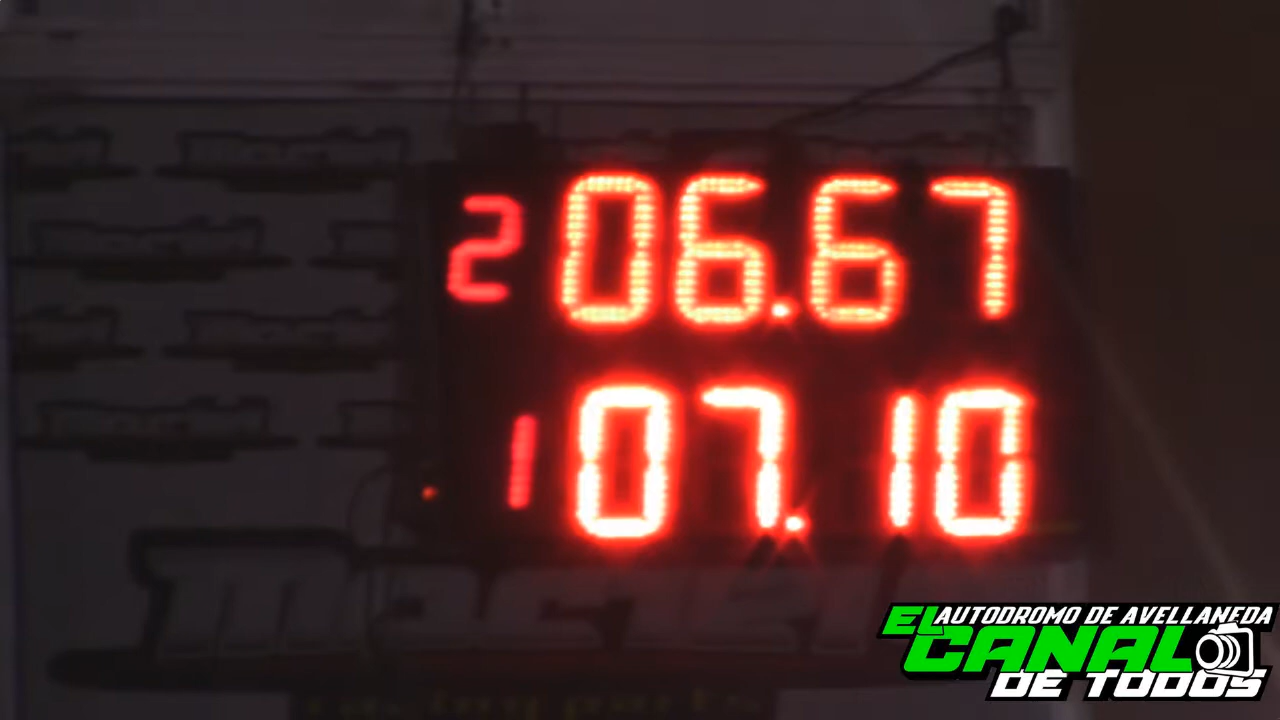 2 06.67
1 07.10
EL AUTODROMO DE AVELLANEDA
CANAL
DE TODOS